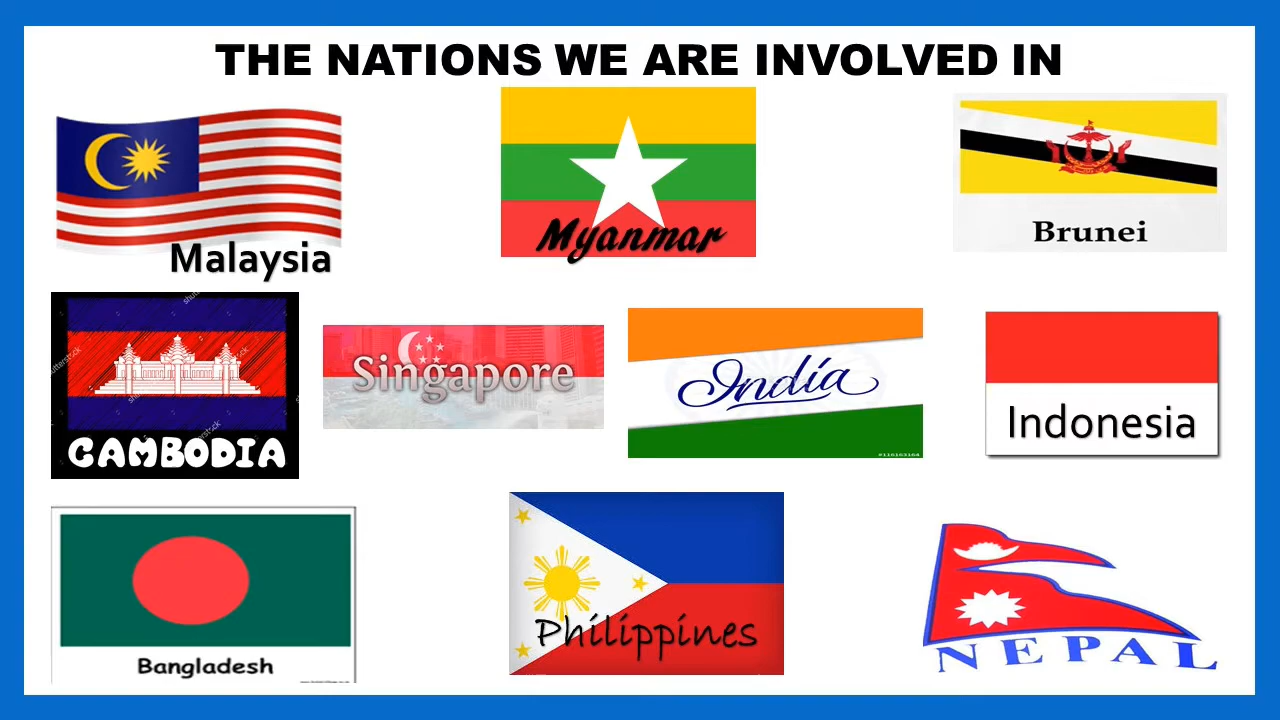 THE NATIONS WE ARE INVOLVED IN
Malaysia
Myanmar
Brunei
CAMBODIA
Singapore
India
Indonesia
Bangladesh
Philippines
NEPAL